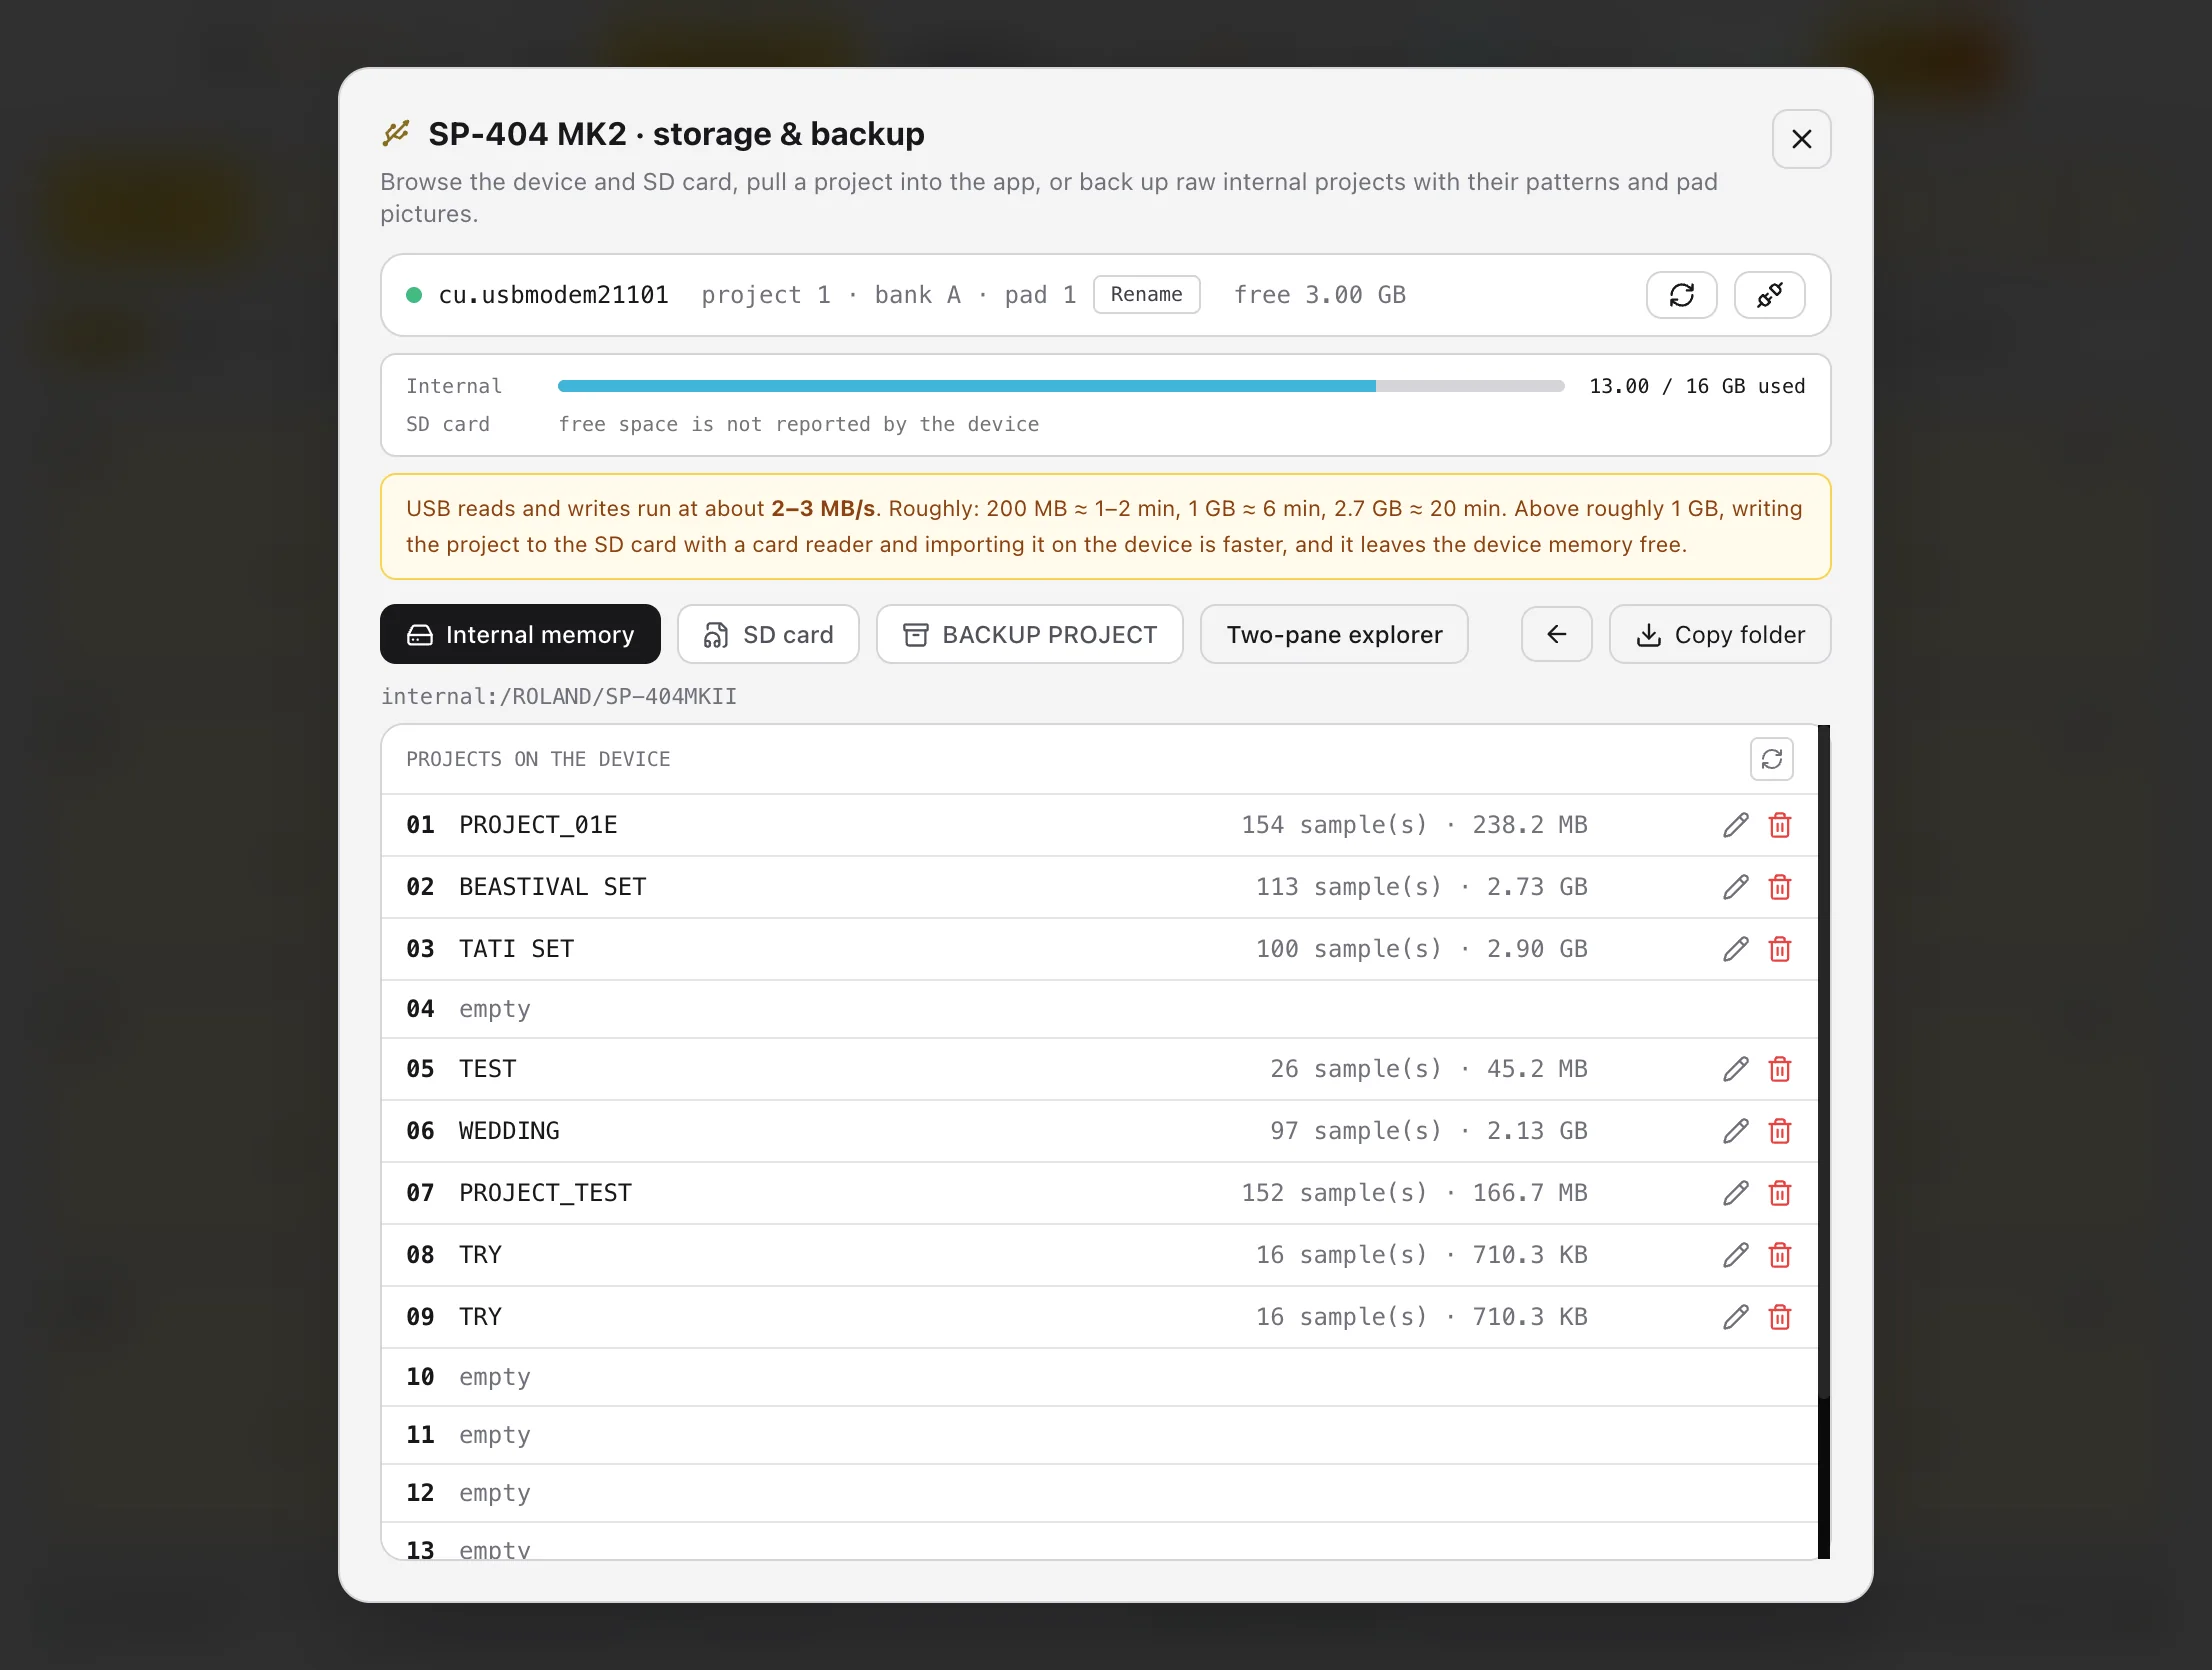 SP-404 MK2 · storage & backup
Browse the device and SD card, pull a project into the app, or back up raw internal projects with their patterns and pad
pictures.
cu.usbmodem21101 project 1 · bank A · pad 1 Rename free 3.00 GB
Internal 13.00 / 16 GB used
SD card free space is not reported by the device
USB reads and writes run at about 2–3 MB/s. Roughly: 200 MB ≈ 1–2 min, 1 GB ≈ 6 min, 2.7 GB ≈ 20 min. Above roughly 1 GB, writing
the project to the SD card with a card reader and importing it on the device is faster, and it leaves the device memory free.
Internal memory SD card BACKUP PROJECT Two-pane explorer Copy folder
internal:/ROLAND/SP-404MKII
PROJECTS ON THE DEVICE
01 PROJECT_01E 154 sample(s) · 238.2 MB
02 BEASTIVAL SET 113 sample(s) · 2.73 GB
03 TATI SET 100 sample(s) · 2.90 GB
04 empty
05 TEST 26 sample(s) · 45.2 MB
06 WEDDING 97 sample(s) · 2.13 GB
07 PROJECT_TEST 152 sample(s) · 166.7 MB
08 TRY 16 sample(s) · 710.3 KB
09 TRY 16 sample(s) · 710.3 KB
10 empty
11 empty
12 empty
13 empty